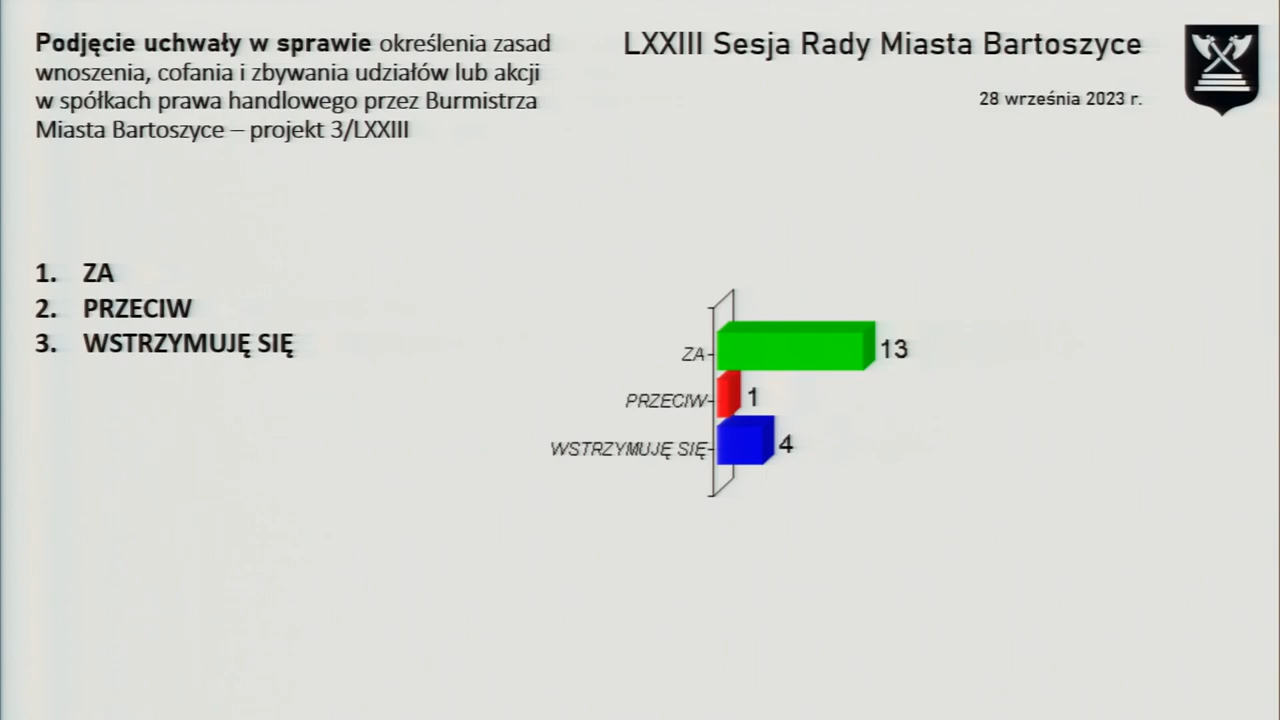 Podjęcie uchwały w sprawie określenia zasad
wnoszenia, cofania i zbywania udziałów lub akcji
w spółkach prawa handlowego przez Burmistrza
Miasta Bartoszyce – projekt 3/LXXIII
LXXIII Sesja Rady Miasta Bartoszyce
28 września 2023 r.
1. ZA
2. PRZECIW
3. WSTRZYMUJĘ SIĘ
ZA 13
PRZECIW 1
WSTRZYMUJĘ SIĘ 4